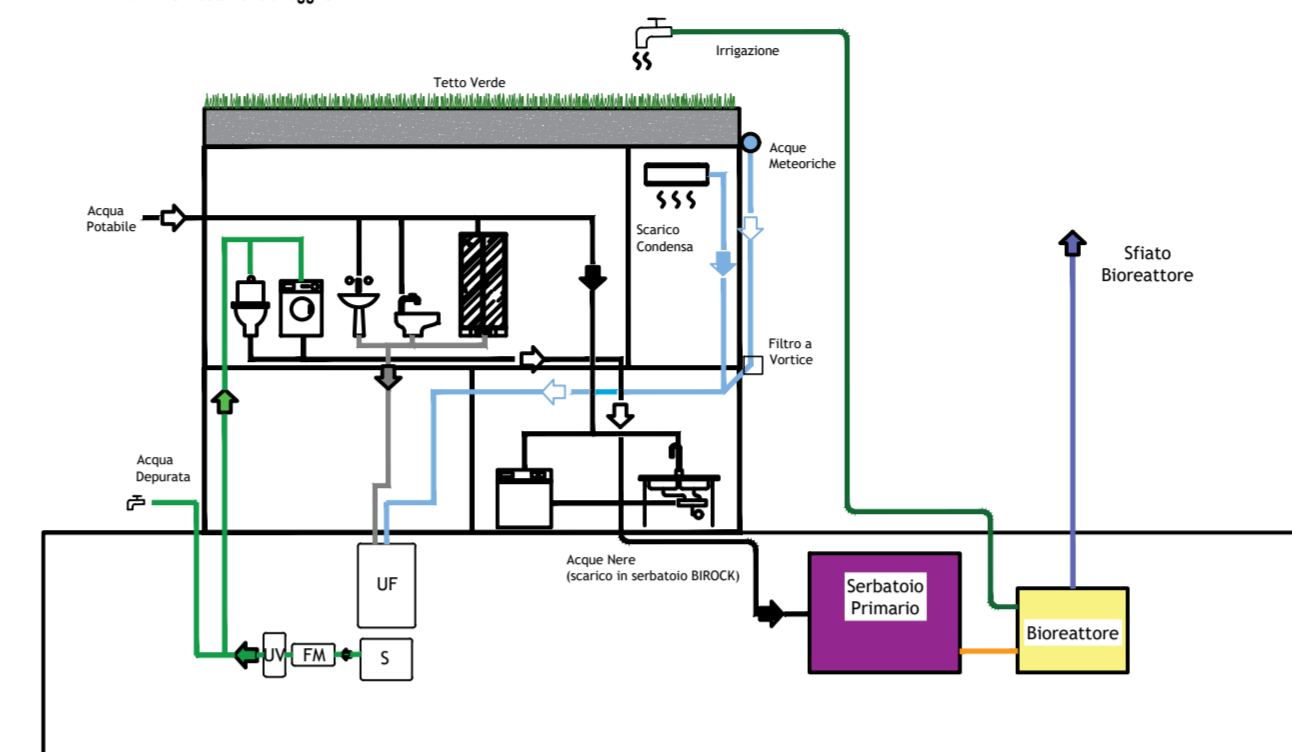 Irrigazione
Tetto Verde
Acque
Meteoriche
Acqua
Potabile
Scarico
Condensa
Sfiato
Bioreattore
Filtro a
Vortice
Acqua
Depurata
Acque Nere
(scarico in serbatoio BIROCK)
UF
Serbatoio
Primario
Bioreattore
UV
FM
S